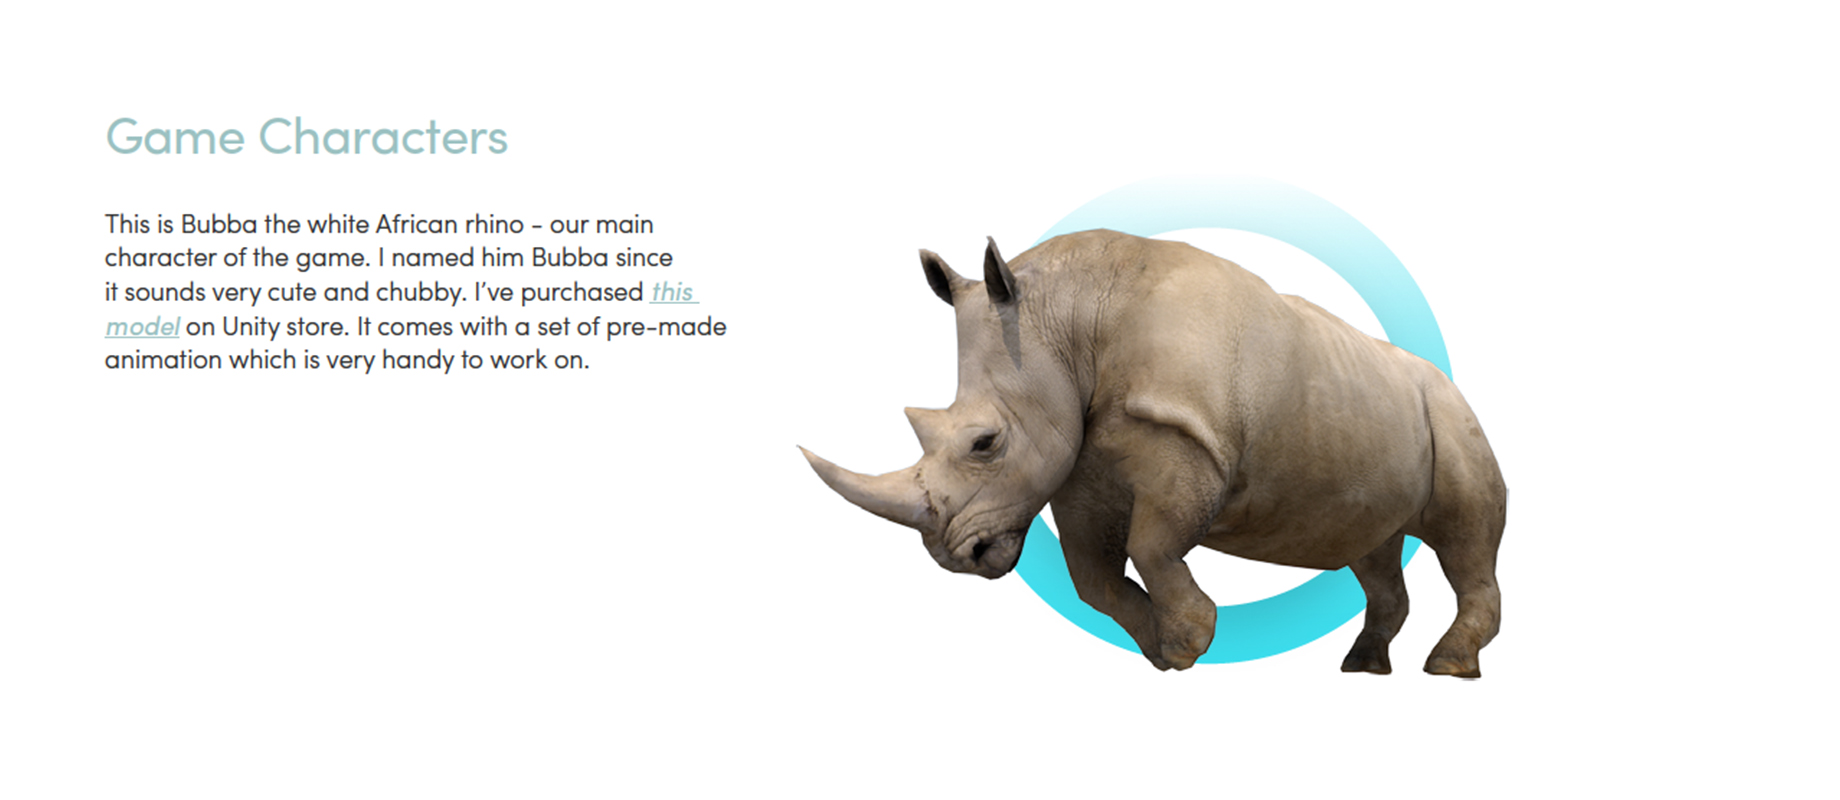 Game Characters
This is Bubba the white African rhino - our main
character of the game. I named him Bubba since
it sounds very cute and chubby. I've purchased this
model on Unity store. It comes with a set of pre-made
animation which is very handy to work on.